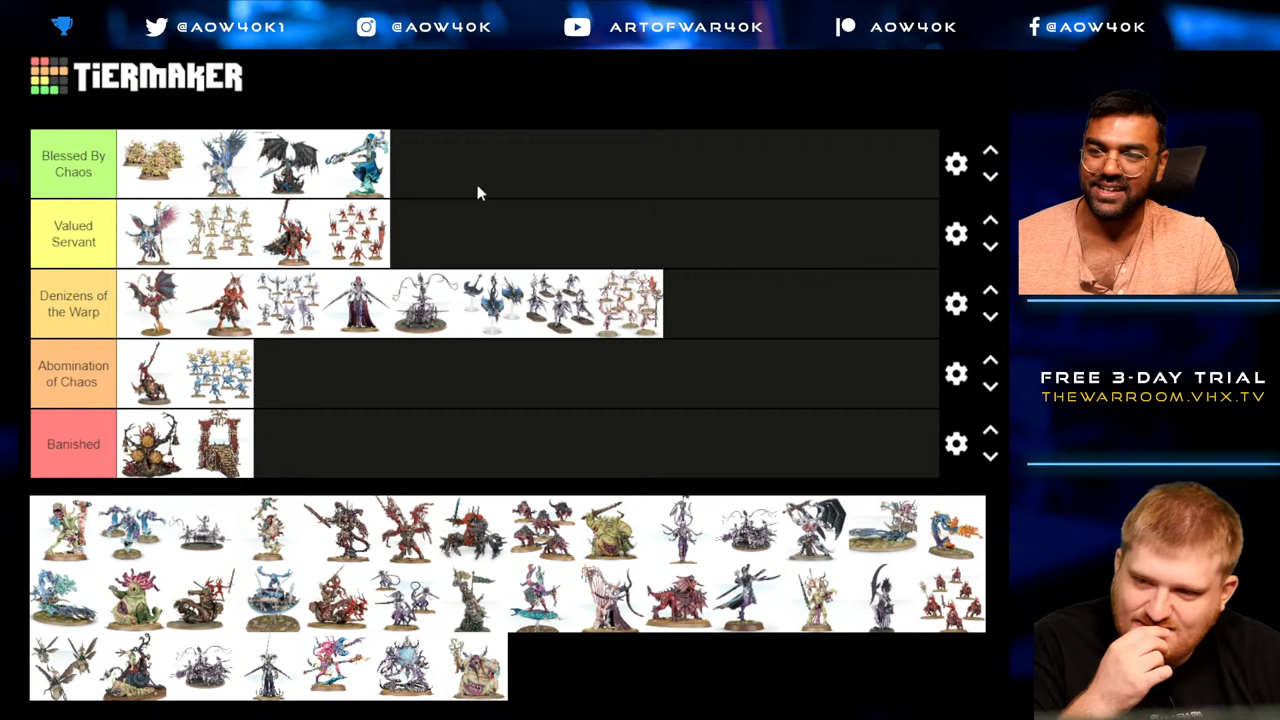 @AOW40K1
@AOW40K
ARTOFWAR40K
AOW40K
@AOW40K
TiERMAKER
Blessed By
Chaos
Valued
Servant
Denizens of
the Warp
Abomination
of Chaos
Banished
FREE 3-DAY TRIAL
THEWARROOM.VHX.TV